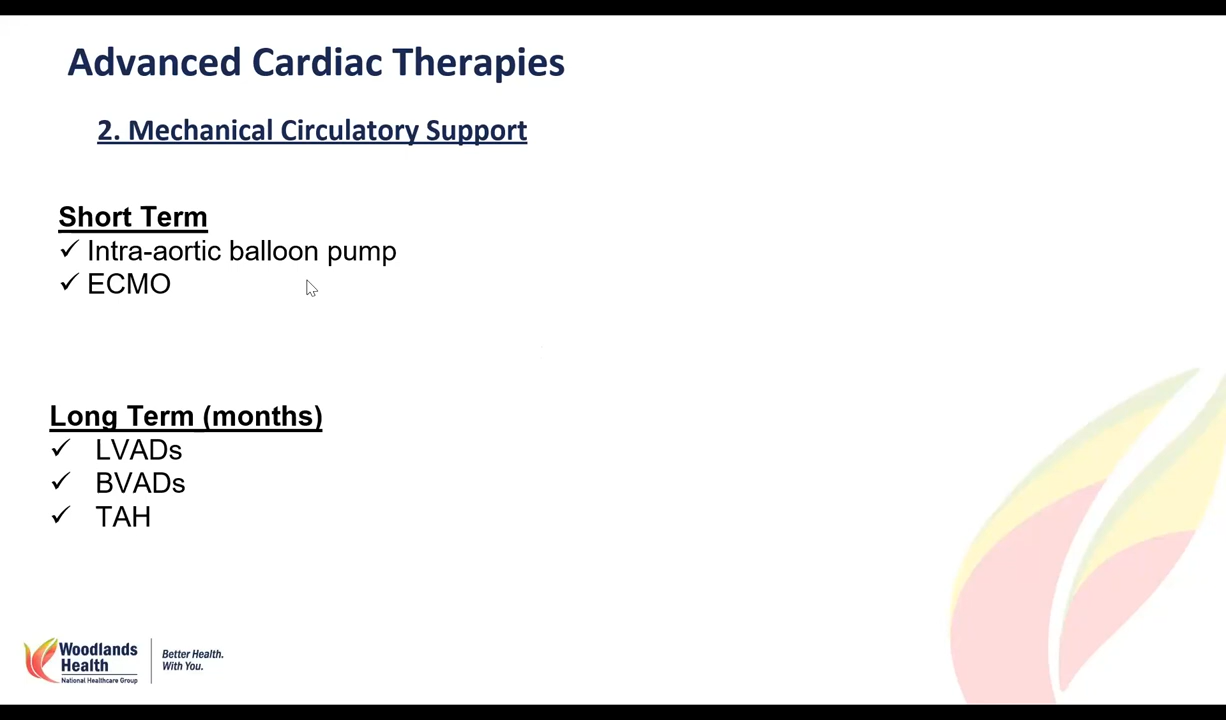 Advanced Cardiac Therapies
2. Mechanical Circulatory Support
Short Term
✓ Intra-aortic balloon pump
✓ ECMO
Long Term (months)
✓ LVADs
✓ BVADs
✓ TAH
Woodlands
Health
National Healthcare Group
Better Health.
With You.